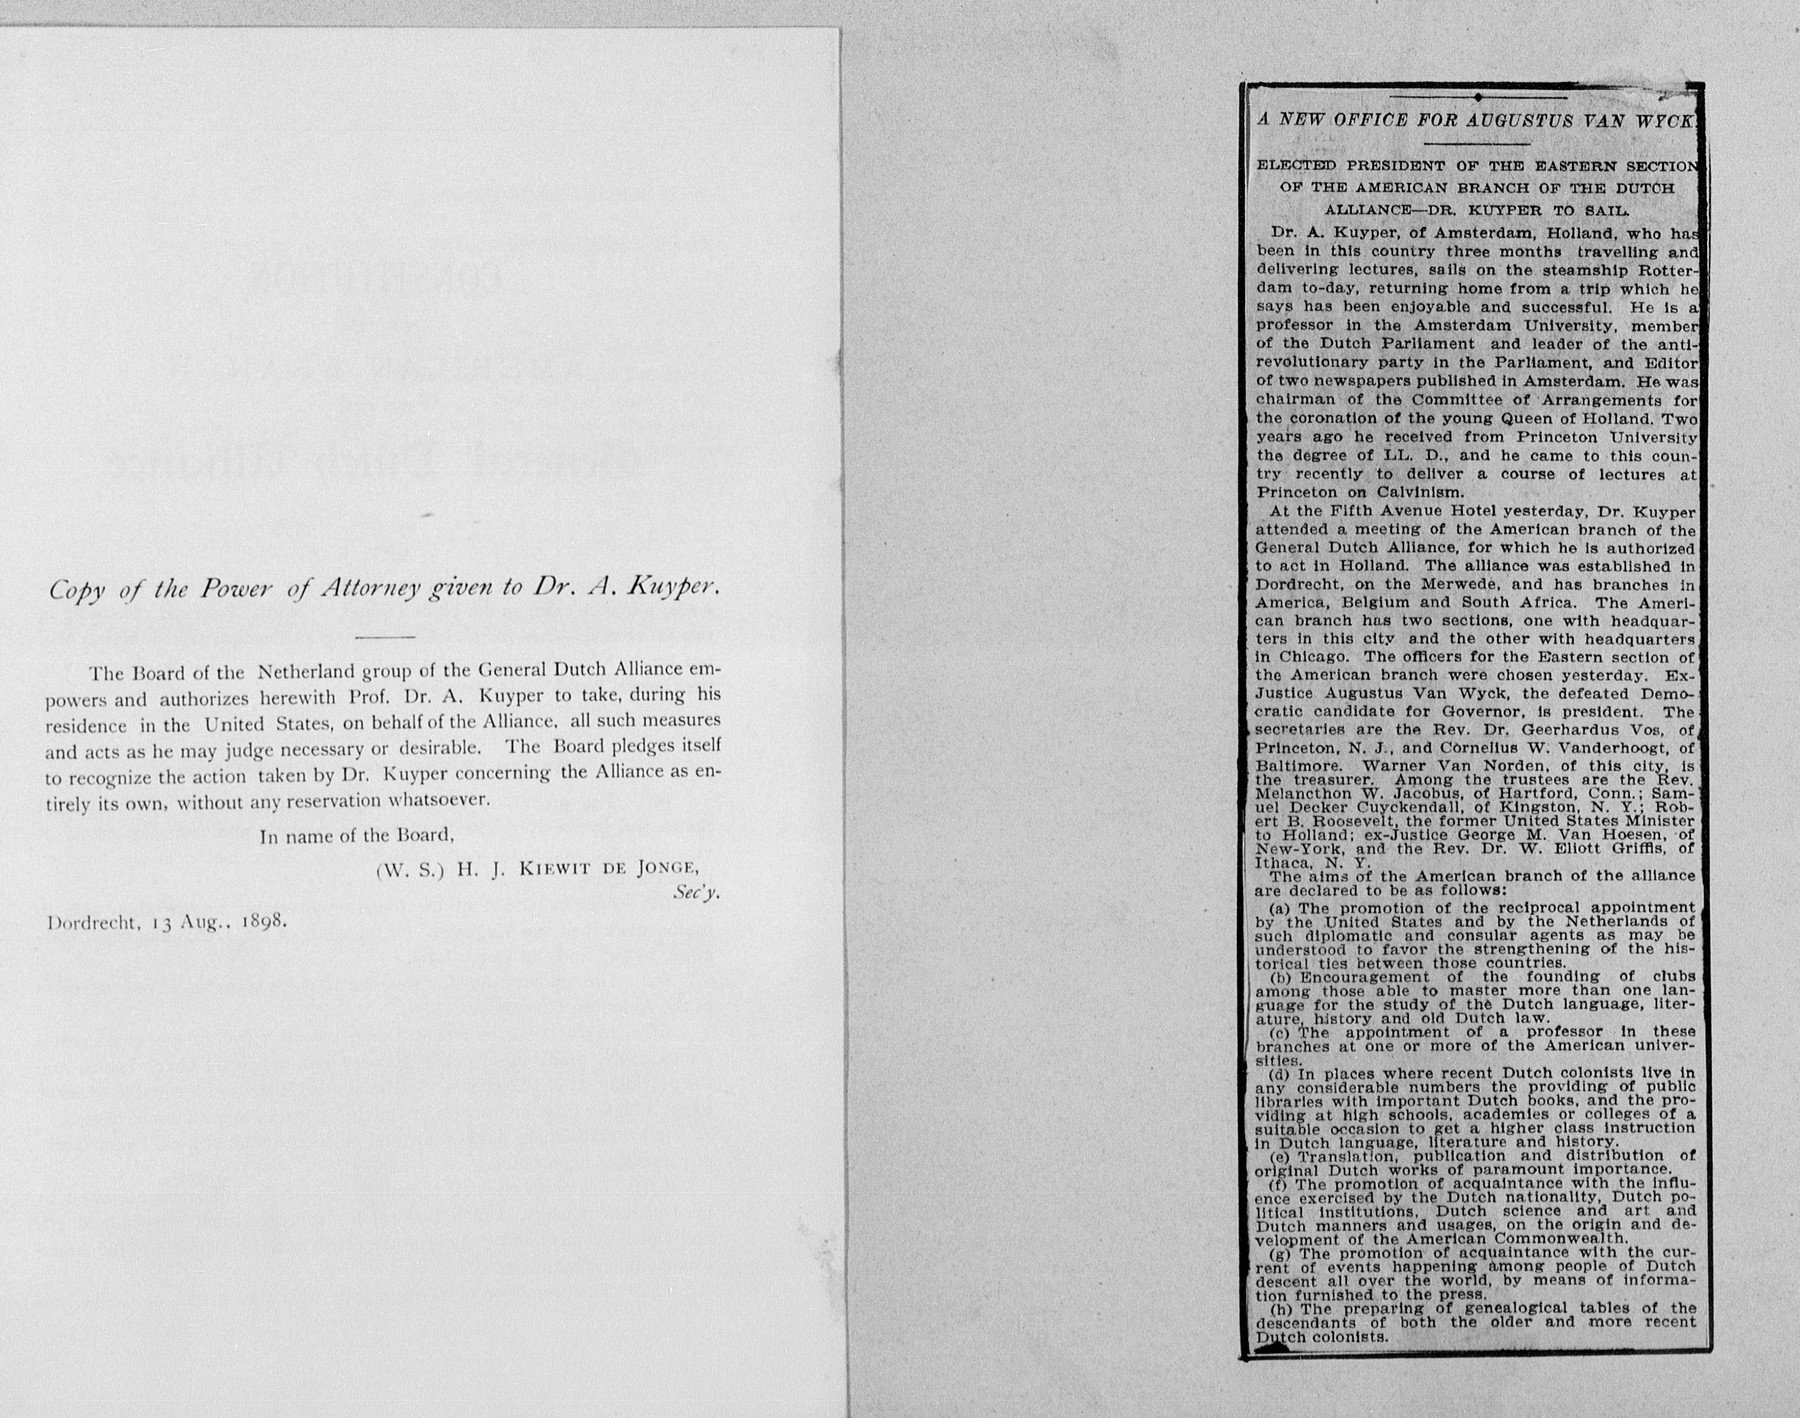 Copy of the Power of Attorney given to Dr. A. Kuyper.
The Board of the Netherland group of the General Dutch Alliance em-
powers and authorizes herewith Prof. Dr. A. Kuyper to take, during his
residence in the United States, on behalf of the Alliance, all such measures
and acts as he may judge necessary or desirable. The Board pledges itself
to recognize the action taken by Dr. Kuyper concerning the Alliance as en-
tirely its own, without any reservation whatsoever.
In name of the Board,
(W. S.) H. J. KIEWIT DE JONGE,
Sec'y.
Dordrecht, 13 Aug., 1898.
A NEW OFFICE FOR AUGUSTUS VAN WYCK
ELECTED PRESIDENT OF THE EASTERN SECTION
OF THE AMERICAN BRANCH OF THE DUTCH
ALLIANCE—DR. KUYPER TO SAIL.
Dr. A. Kuyper, of Amsterdam, Holland, who has
been in this country three months travelling and
delivering lectures, sails on the steamship Rotter-
dam to-day, returning home from a trip which he
says has been enjoyable and successful. He is a
professor in the Amsterdam University, member
of the Dutch Parliament and leader of the anti-
revolutionary party in the Parliament, and Editor
of two newspapers published in Amsterdam. He was
chairman of the Committee of Arrangements for
the coronation of the young Queen of Holland. Two
years ago he received from Princeton University
the degree of LL. D., and he came to this coun-
try recently to deliver a course of lectures at
Princeton on Calvinism.
At the Fifth Avenue Hotel yesterday, Dr. Kuyper
attended a meeting of the American branch of the
General Dutch Alliance, for which he is authorized
to act in Holland. The alliance was established in
Dordrecht, on the Merwede, and has branches in
America, Belgium and South Africa. The Ameri-
can branch has two sections, one with headquar-
ters in this city and the other with headquarters
in Chicago. The officers for the Eastern section of
the American branch were chosen yesterday. Ex-
Justice Augustus Van Wyck, the defeated Demo-
cratic candidate for Governor, is president. The
secretaries are the Rev. Dr. Geerhardus Vos, of
Princeton, N. J., and Cornelius W. Vanderhoogt, of
Baltimore. Warner Van Norden, of this city, is
the treasurer. Among the trustees are the Rev.
Melancthon W. Jacobus, of Hartford, Conn.; Sam-
uel Decker Cuyckendall, of Kingston, N. Y.; Rob-
ert B. Roosevelt, the former United States Minister
to Holland; ex-Justice George M. Van Hoesen, of
New-York, and the Rev. Dr. W. Eliott Griffls, of
Ithaca, N. Y.
The aims of the American branch of the alliance
are declared to be as follows:
(a) The promotion of the reciprocal appointment
by the United States and by the Netherlands of
such diplomatic and consular agents as may be
understood to favor the strengthening of the his-
torical ties between those countries.
(b) Encouragement of the founding of clubs
among those able to master more than one lan-
guage for the study of the Dutch language, liter-
ature, history and old Dutch law.
(c) The appointment of a professor in these
branches at one or more of the American univer-
sities.
(d) In places where recent Dutch colonists live in
any considerable numbers the providing of public
libraries with important Dutch books, and the pro-
viding at high schools, academies or colleges of a
suitable occasion to get a higher class instruction
in Dutch language, literature and history.
(e) Translation, publication and distribution of
original Dutch works of paramount importance.
(f) The promotion of acquaintance with the influ-
ence exercised by the Dutch nationality, Dutch po-
litical institutions, Dutch science and art and
Dutch manners and usages, on the origin and de-
velopment of the American Commonwealth.
(g) The promotion of acquaintance with the cur-
rent of events happening among people of Dutch
descent all over the world, by means of informa-
tion furnished to the press.
(h) The preparing of genealogical tables of the
descendants of both the older and more recent
Dutch colonists.